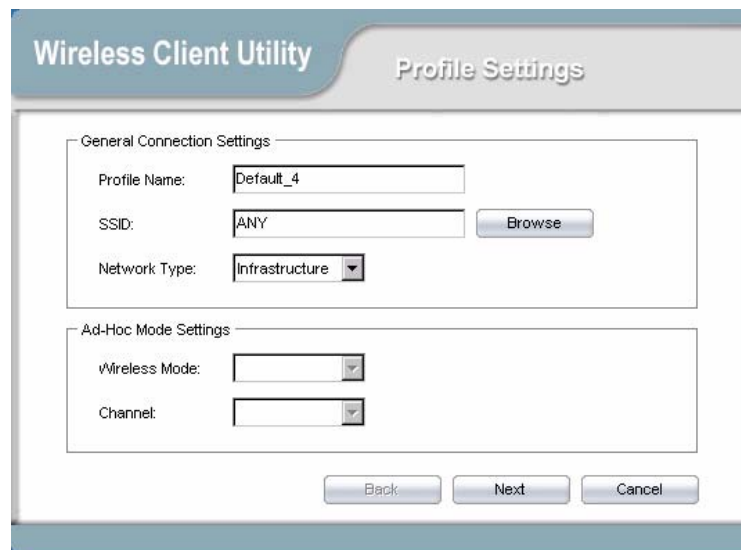 Wireless Client Utility
Profile Settings
General Connection Settings
Profile Name: Default_4
SSID: ANY Browse
Network Type: Infrastructure
Ad-Hoc Mode Settings
Wireless Mode:
Channel:
Back Next Cancel